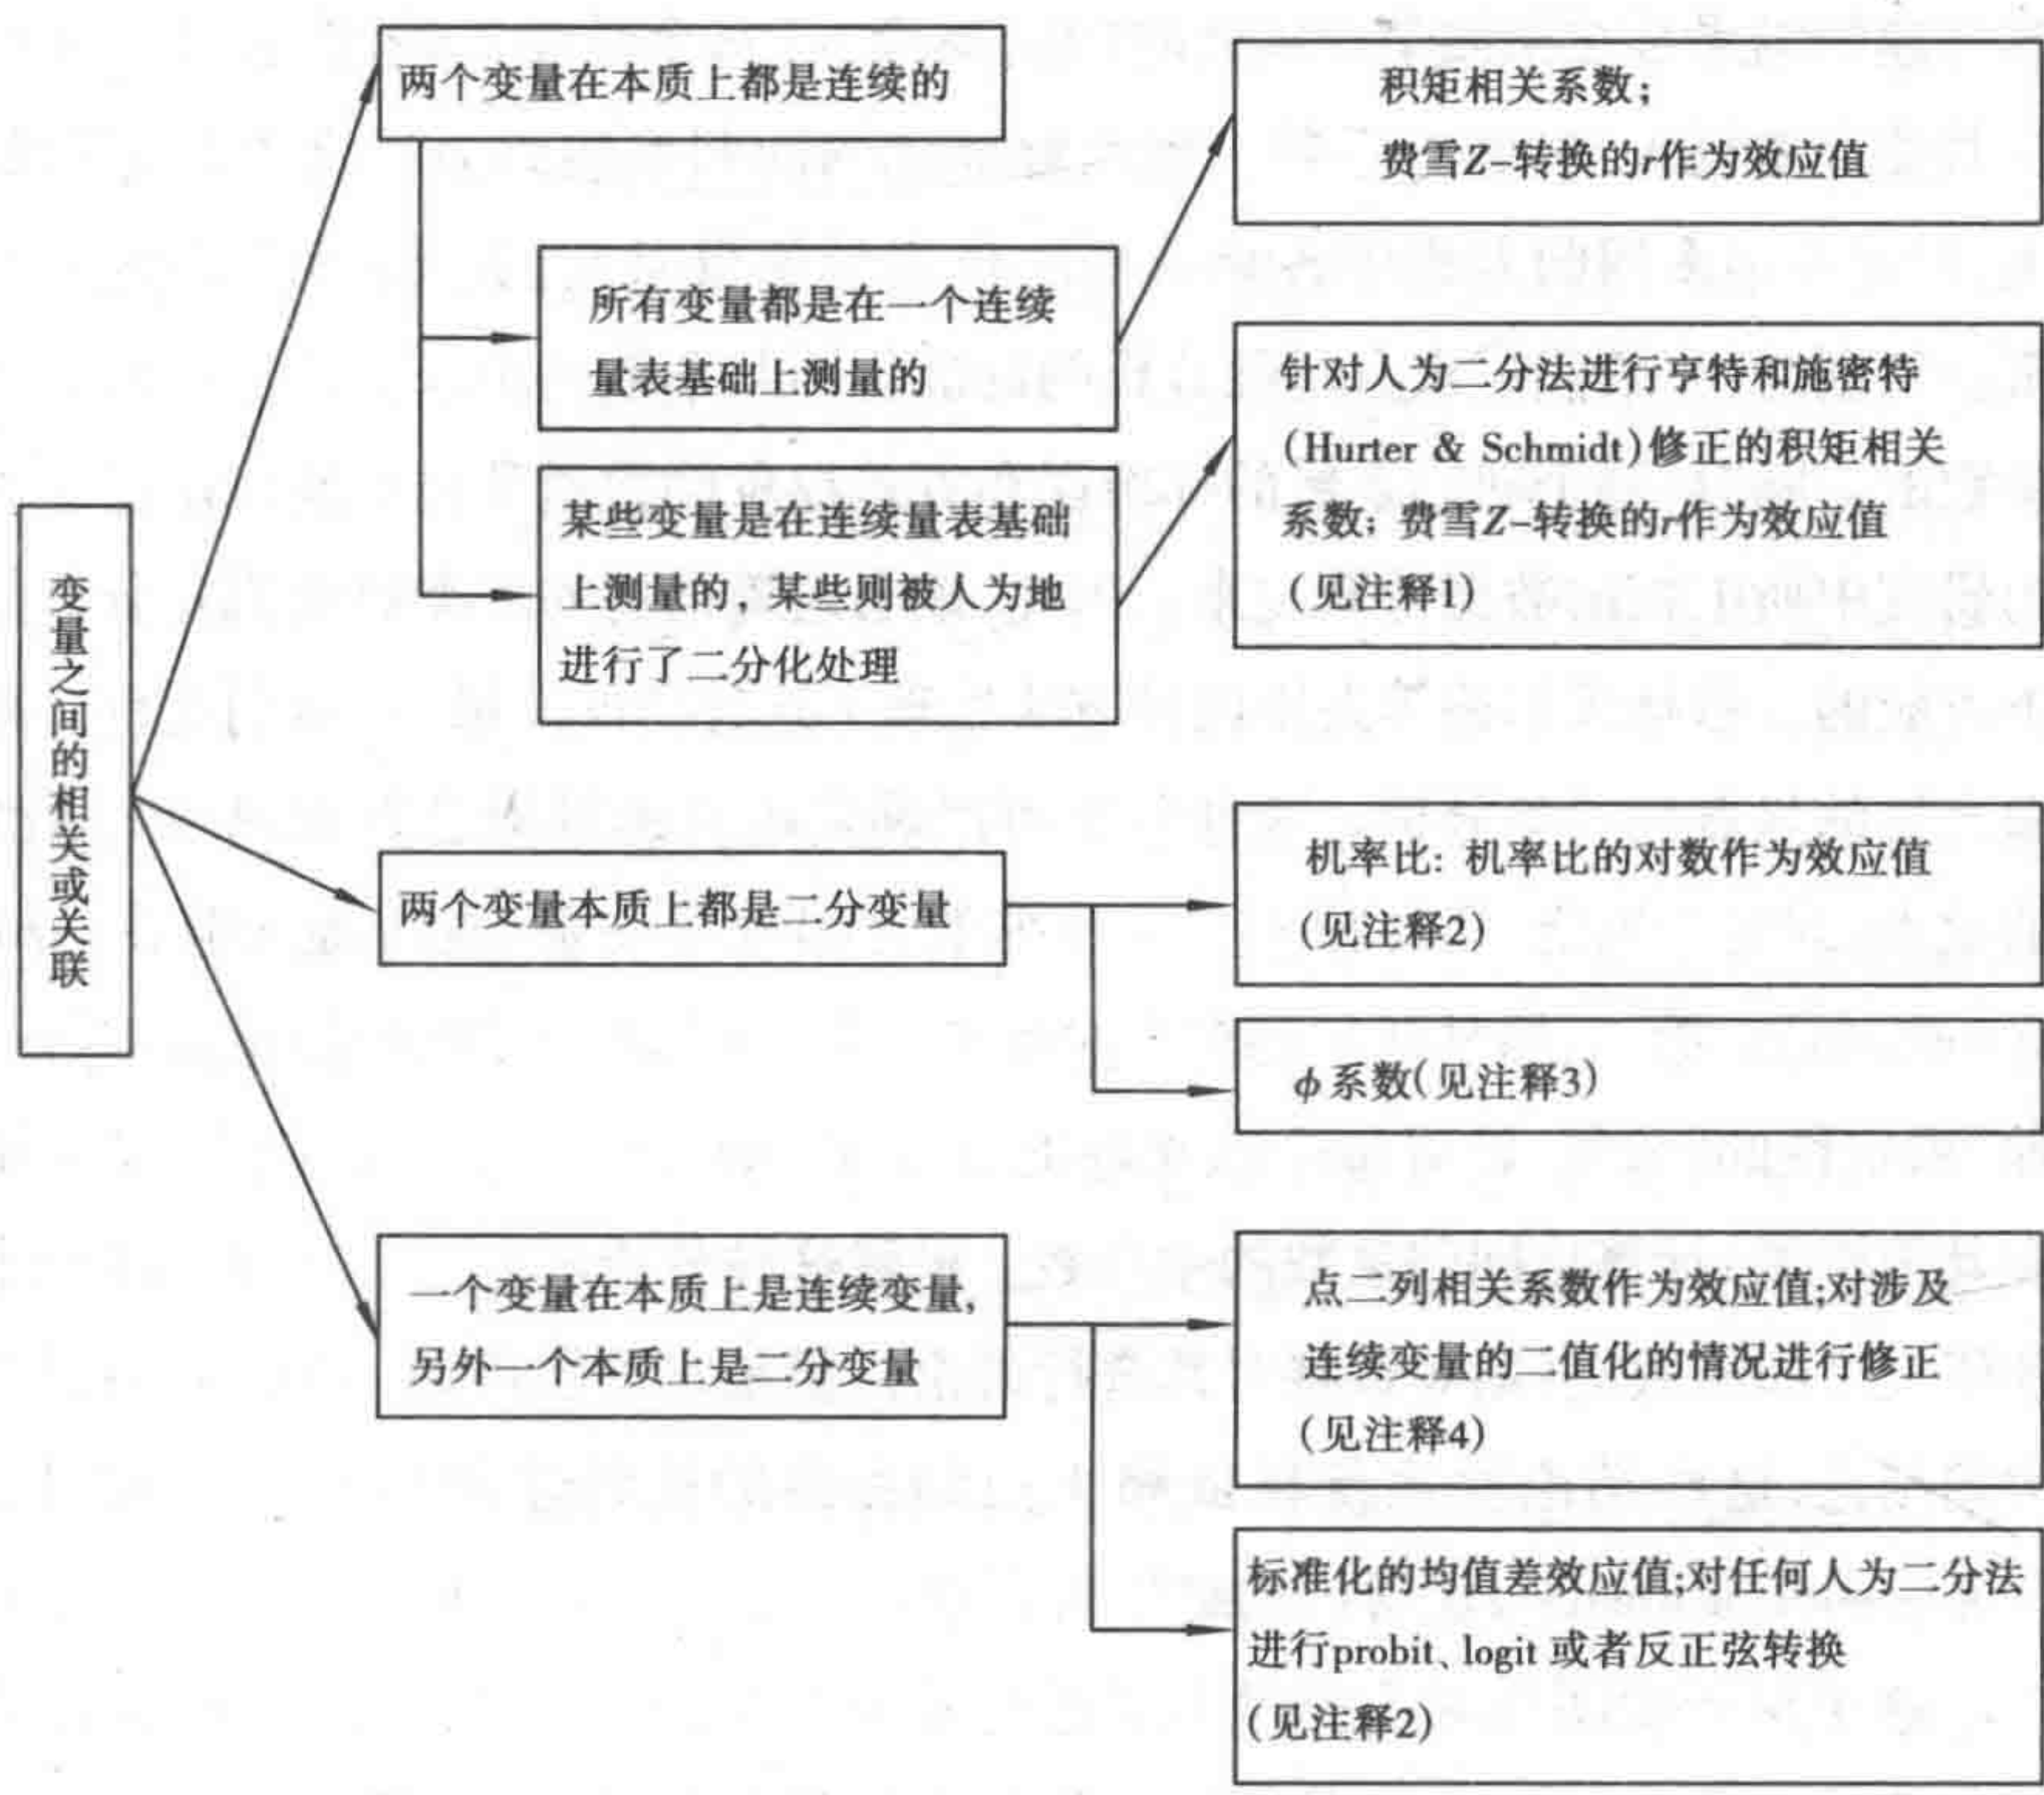 变量之间的相关或关联
两个变量在本质上都是连续的
所有变量都是在一个连续
量表基础上测量的
某些变量是在连续量表基础
上测量的，某些则被人为地
进行了二分化处理
积矩相关系数；
费雪Z-转换的r作为效应值
针对人为二分法进行亨特和施密特
(Hurter & Schmidt)修正的积矩相关
系数；费雪Z-转换的r作为效应值
(见注释1)
两个变量本质上都是二分变量
机率比：机率比的对数作为效应值
(见注释2)
ϕ系数(见注释3)
一个变量在本质上是连续变量，
另外一个本质上是二分变量
点二列相关系数作为效应值;对涉及
连续变量的二值化的情况进行修正
(见注释4)
标准化的均值差效应值;对任何人为二分法
进行probit、logit 或者反正弦转换
(见注释2)